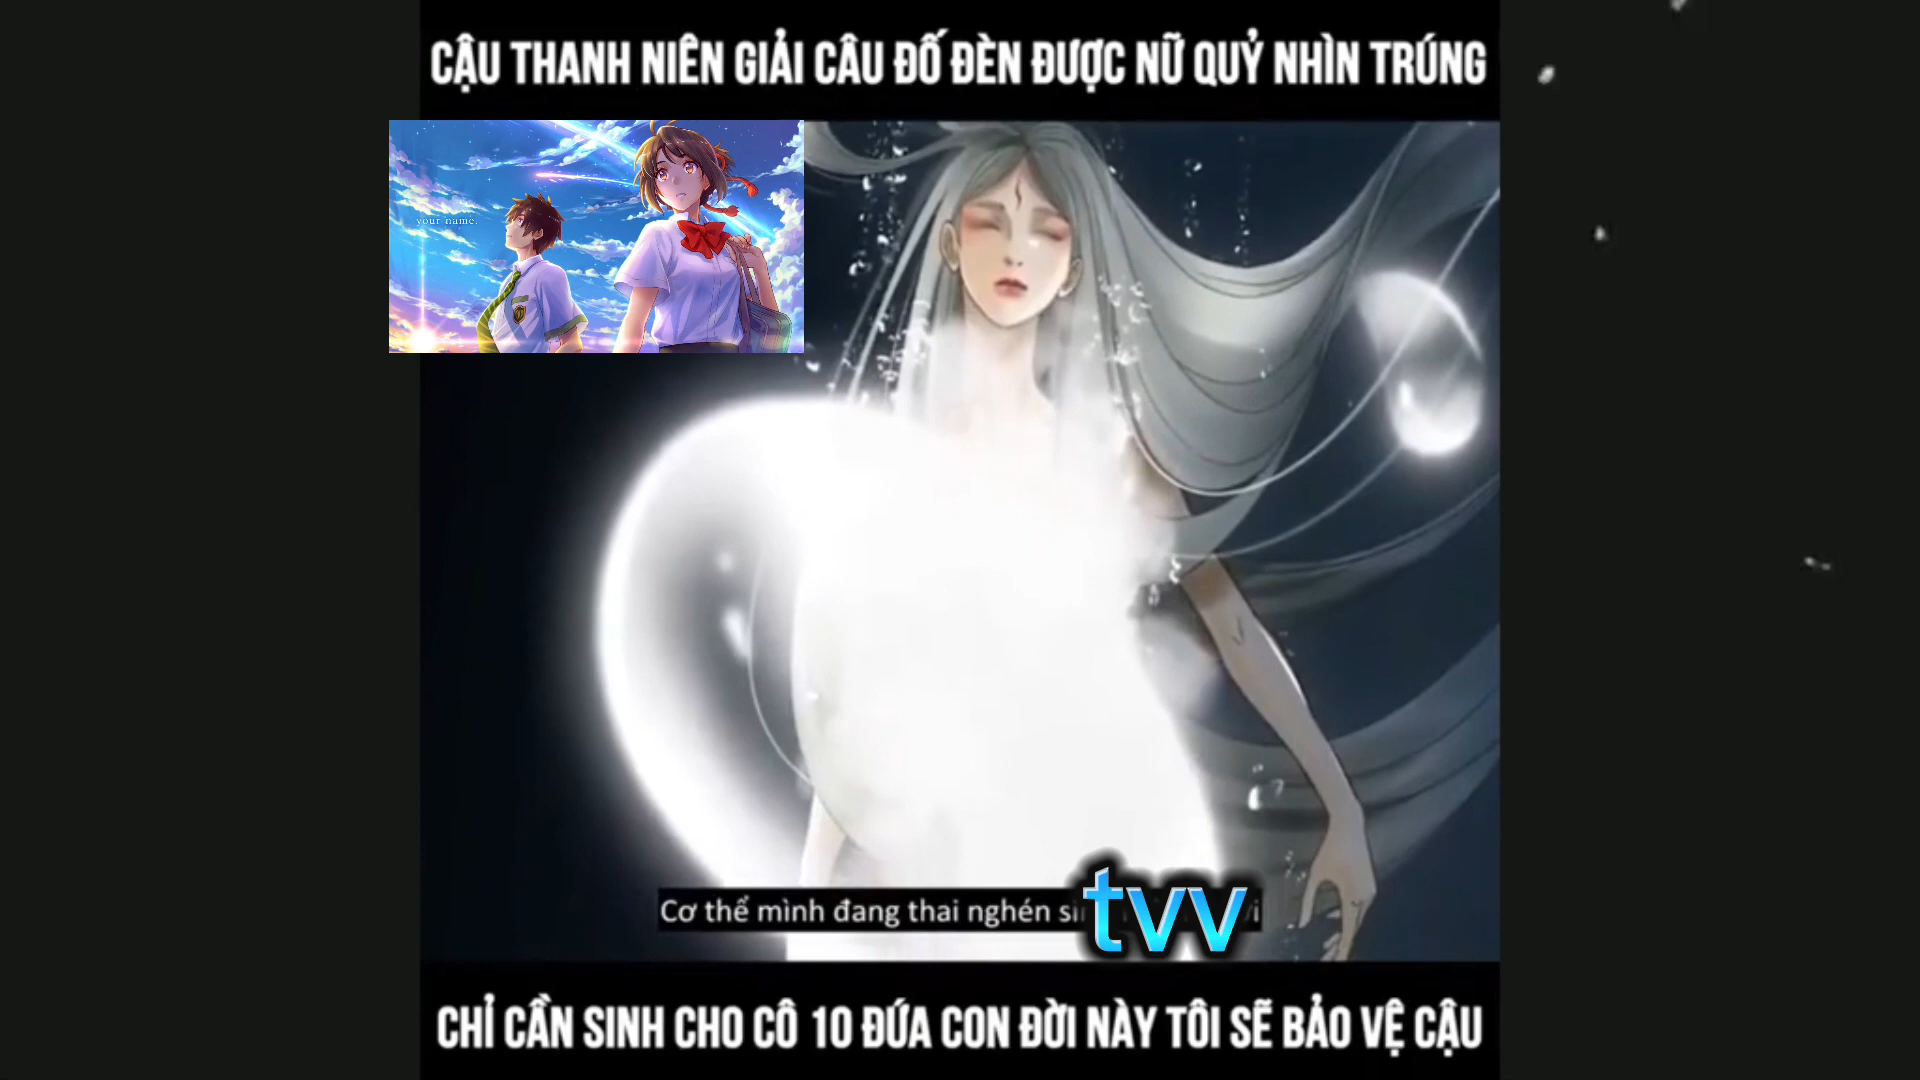 CẬU THANH NIÊN GIẢI CÂU ĐỐ ĐÈN ĐƯỢC NỮ QUỶ NHÌN TRÚNG
your name.
Cơ thể mình đang thai nghén
tvv
CHỈ CẦN SINH CHO CÔ 10 ĐỨA CON ĐỜI NÀY TÔI SẼ BẢO VỆ CẬU